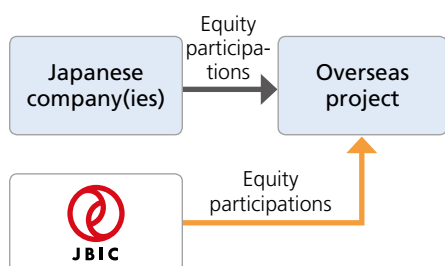 Equity
participa-
tions
Japanese
company(ies)
Overseas
project
Equity
participations
JBIC